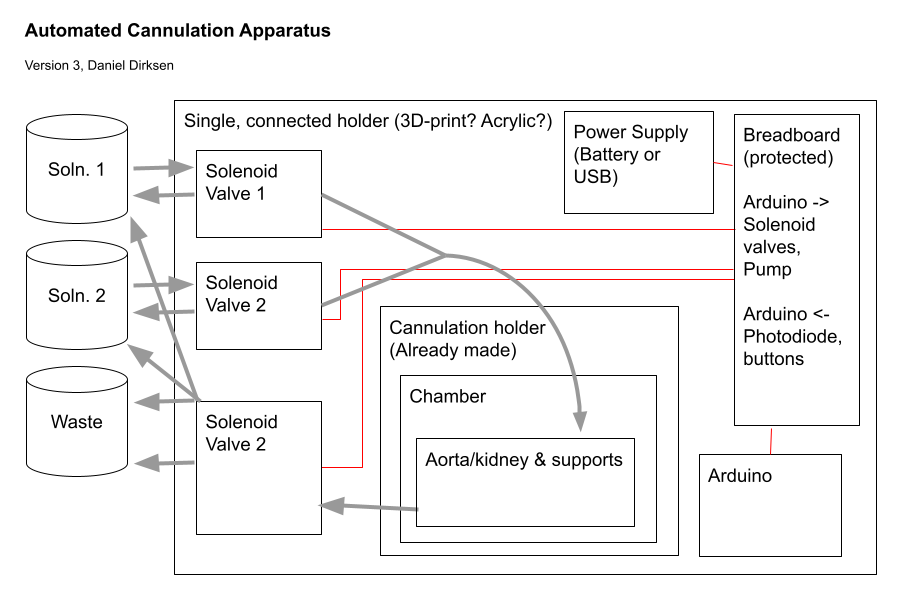 Automated Cannulation Apparatus
Version 3, Daniel Dirksen
Single, connected holder (3D-print? Acrylic?)
Soln. 1
Soln. 2
Waste
Solenoid
Valve 1
Solenoid
Valve 2
Solenoid
Valve 2
Power Supply
(Battery or
USB)
Breadboard
(protected)
Arduino ->
Solenoid
valves,
Pump
Arduino <-
Photodiode,
buttons
Cannulation holder
(Already made)
Chamber
Aorta/kidney & supports
Arduino